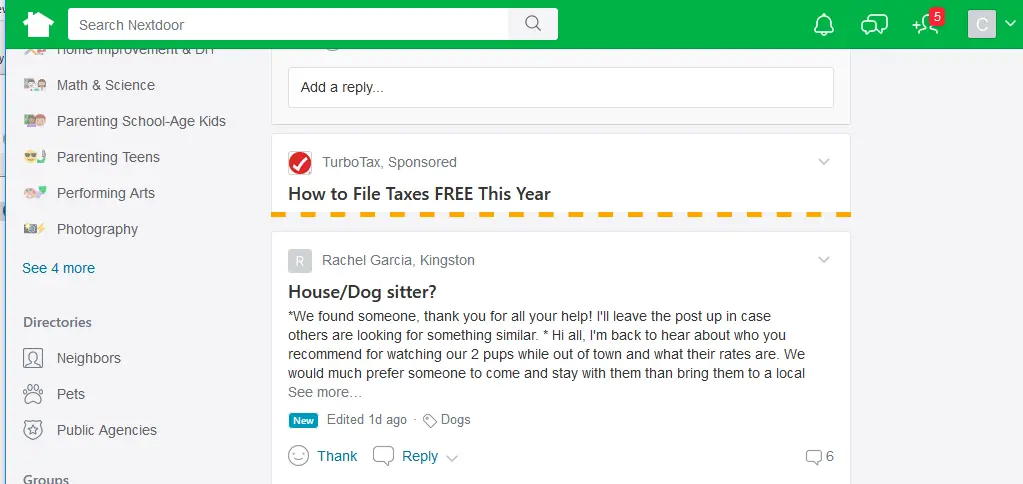 Search Nextdoor
5
C
Home Improvement & DIY
Math & Science
Parenting School-Age Kids
Parenting Teens
Performing Arts
Photography
See 4 more
Directories
Neighbors
Pets
Public Agencies
Groups
Add a reply...
TurboTax, Sponsored
How to File Taxes FREE This Year
R
Rachel Garcia, Kingston
House/Dog sitter?
*We found someone, thank you for all your help! I'll leave the post up in case
others are looking for something similar. * Hi all, I'm back to hear about who you
recommend for watching our 2 pups while out of town and what their rates are. We
would much prefer someone to come and stay with them than bring them to a local
See more...
New Edited 1d ago · Dogs
Thank Reply 6